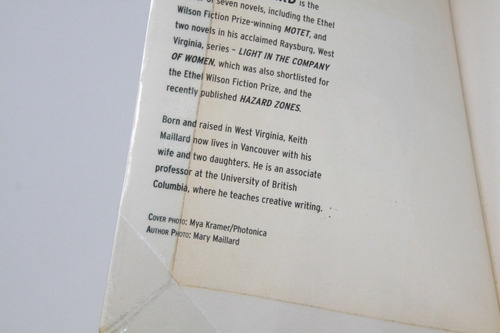 ARD is the
of seven novels, including the Ethel
Wilson Fiction Prize-winning MOTET, and
two novels in his acclaimed Raysburg, West
Virginia, series – LIGHT IN THE COMPANY
OF WOMEN, which was also shortlisted for
the Ethel Wilson Fiction Prize, and the
recently published HAZARD ZONES.
Born and raised in West Virginia, Keith
Maillard now lives in Vancouver with his
wife and two daughters. He is an associate
professor at the University of British
Columbia, where he teaches creative writing.
COVER PHOTO: Mya Kramer/Photonica
AUTHOR PHOTO: Mary Maillard